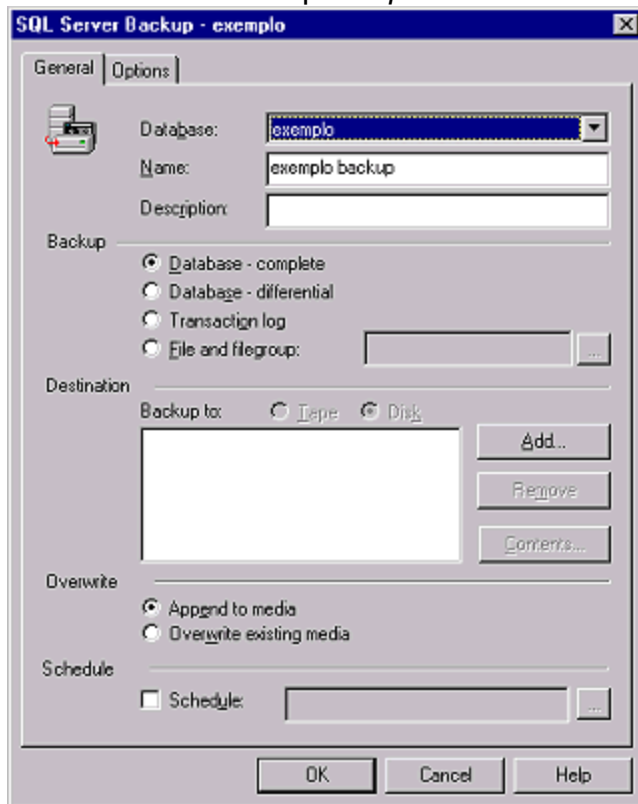 SQL Server Backup - exemplo
General Options
Database: exemplo
Name: exemplo backup
Description:
Backup
Database - complete
Database - differential
Transaction log
File and filegroup: ...
Destination
Backup to: Tape Disk
Add...
Remove
Contents...
Overwrite
Append to media
Overwrite existing media
Schedule
Schedule: ...
OK Cancel Help